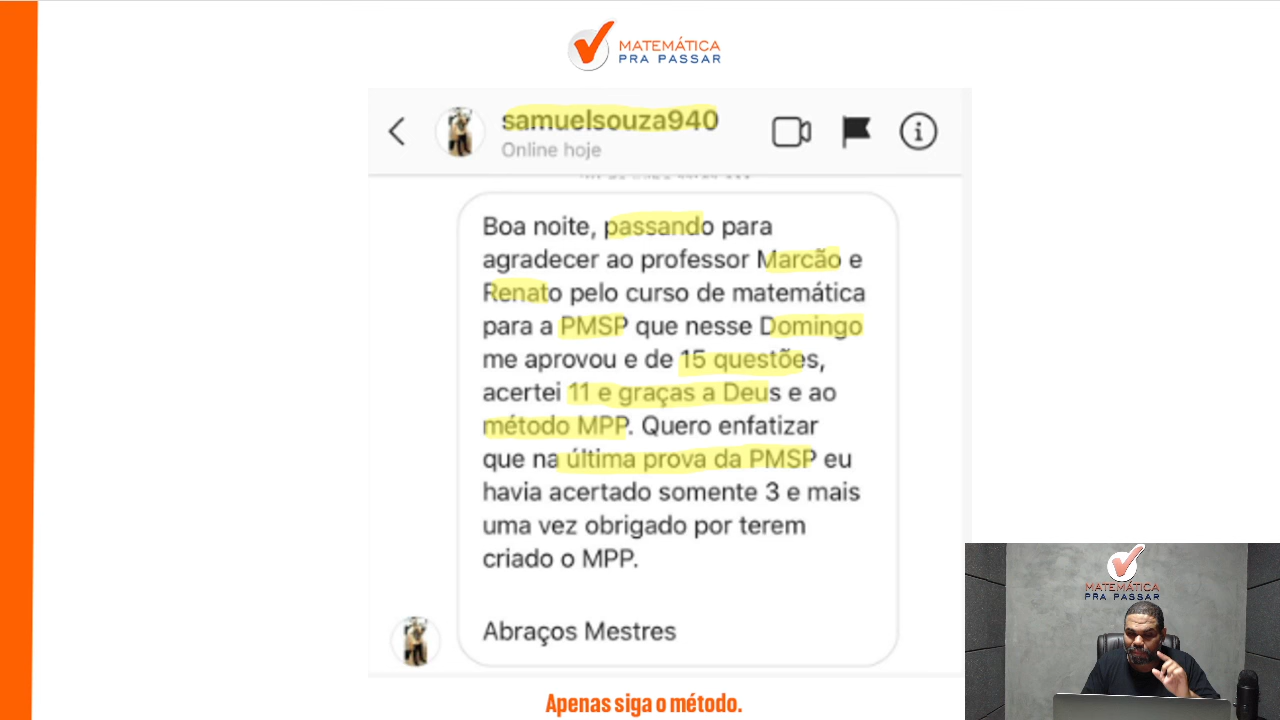 MATEMÁTICA
PRA PASSAR
samuelsouza940
Online hoje
Boa noite, passando para
agradecer ao professor Marcão e
Renato pelo curso de matemática
para a PMSP que nesse Domingo
me aprovou e de 15 questões,
acertei 11 e graças a Deus e ao
método MPP. Quero enfatizar
que na última prova da PMSP eu
havia acertado somente 3 e mais
uma vez obrigado por terem
criado o MPP.
Abraços Mestres
MATEMÁTICA
PRA PASSAR
Apenas siga o método.